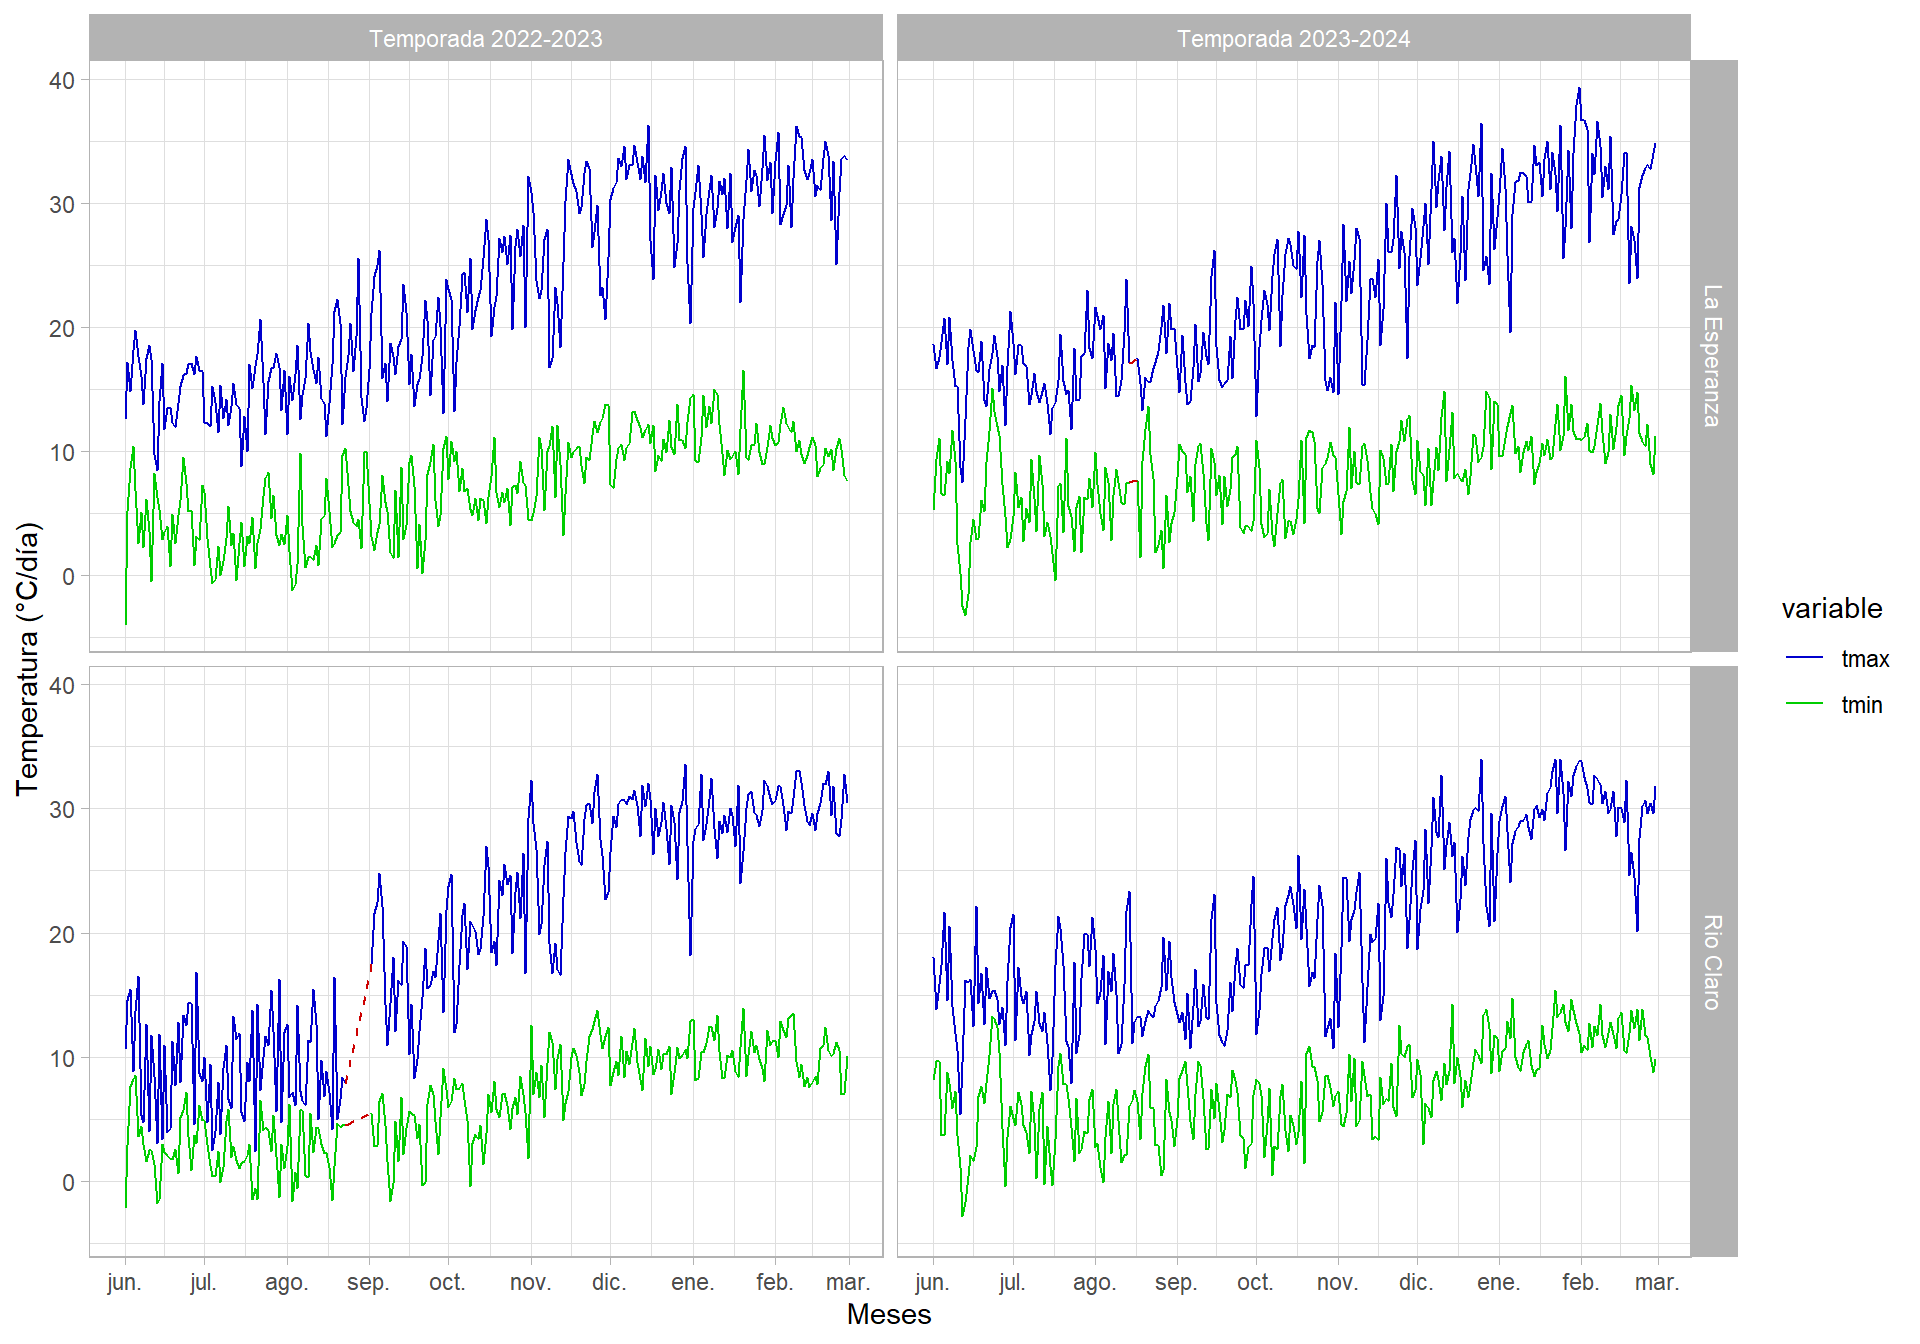 Temporada 2022-2023
Temporada 2023-2024
40
30
20
10
0
La Esperanza
40
30
20
10
0
Rio Claro
Temperatura (°C/día)
jun. jul. ago. sep. oct. nov. dic. ene. feb. mar.
jun. jul. ago. sep. oct. nov. dic. ene. feb. mar.
Meses
variable
tmax
tmin